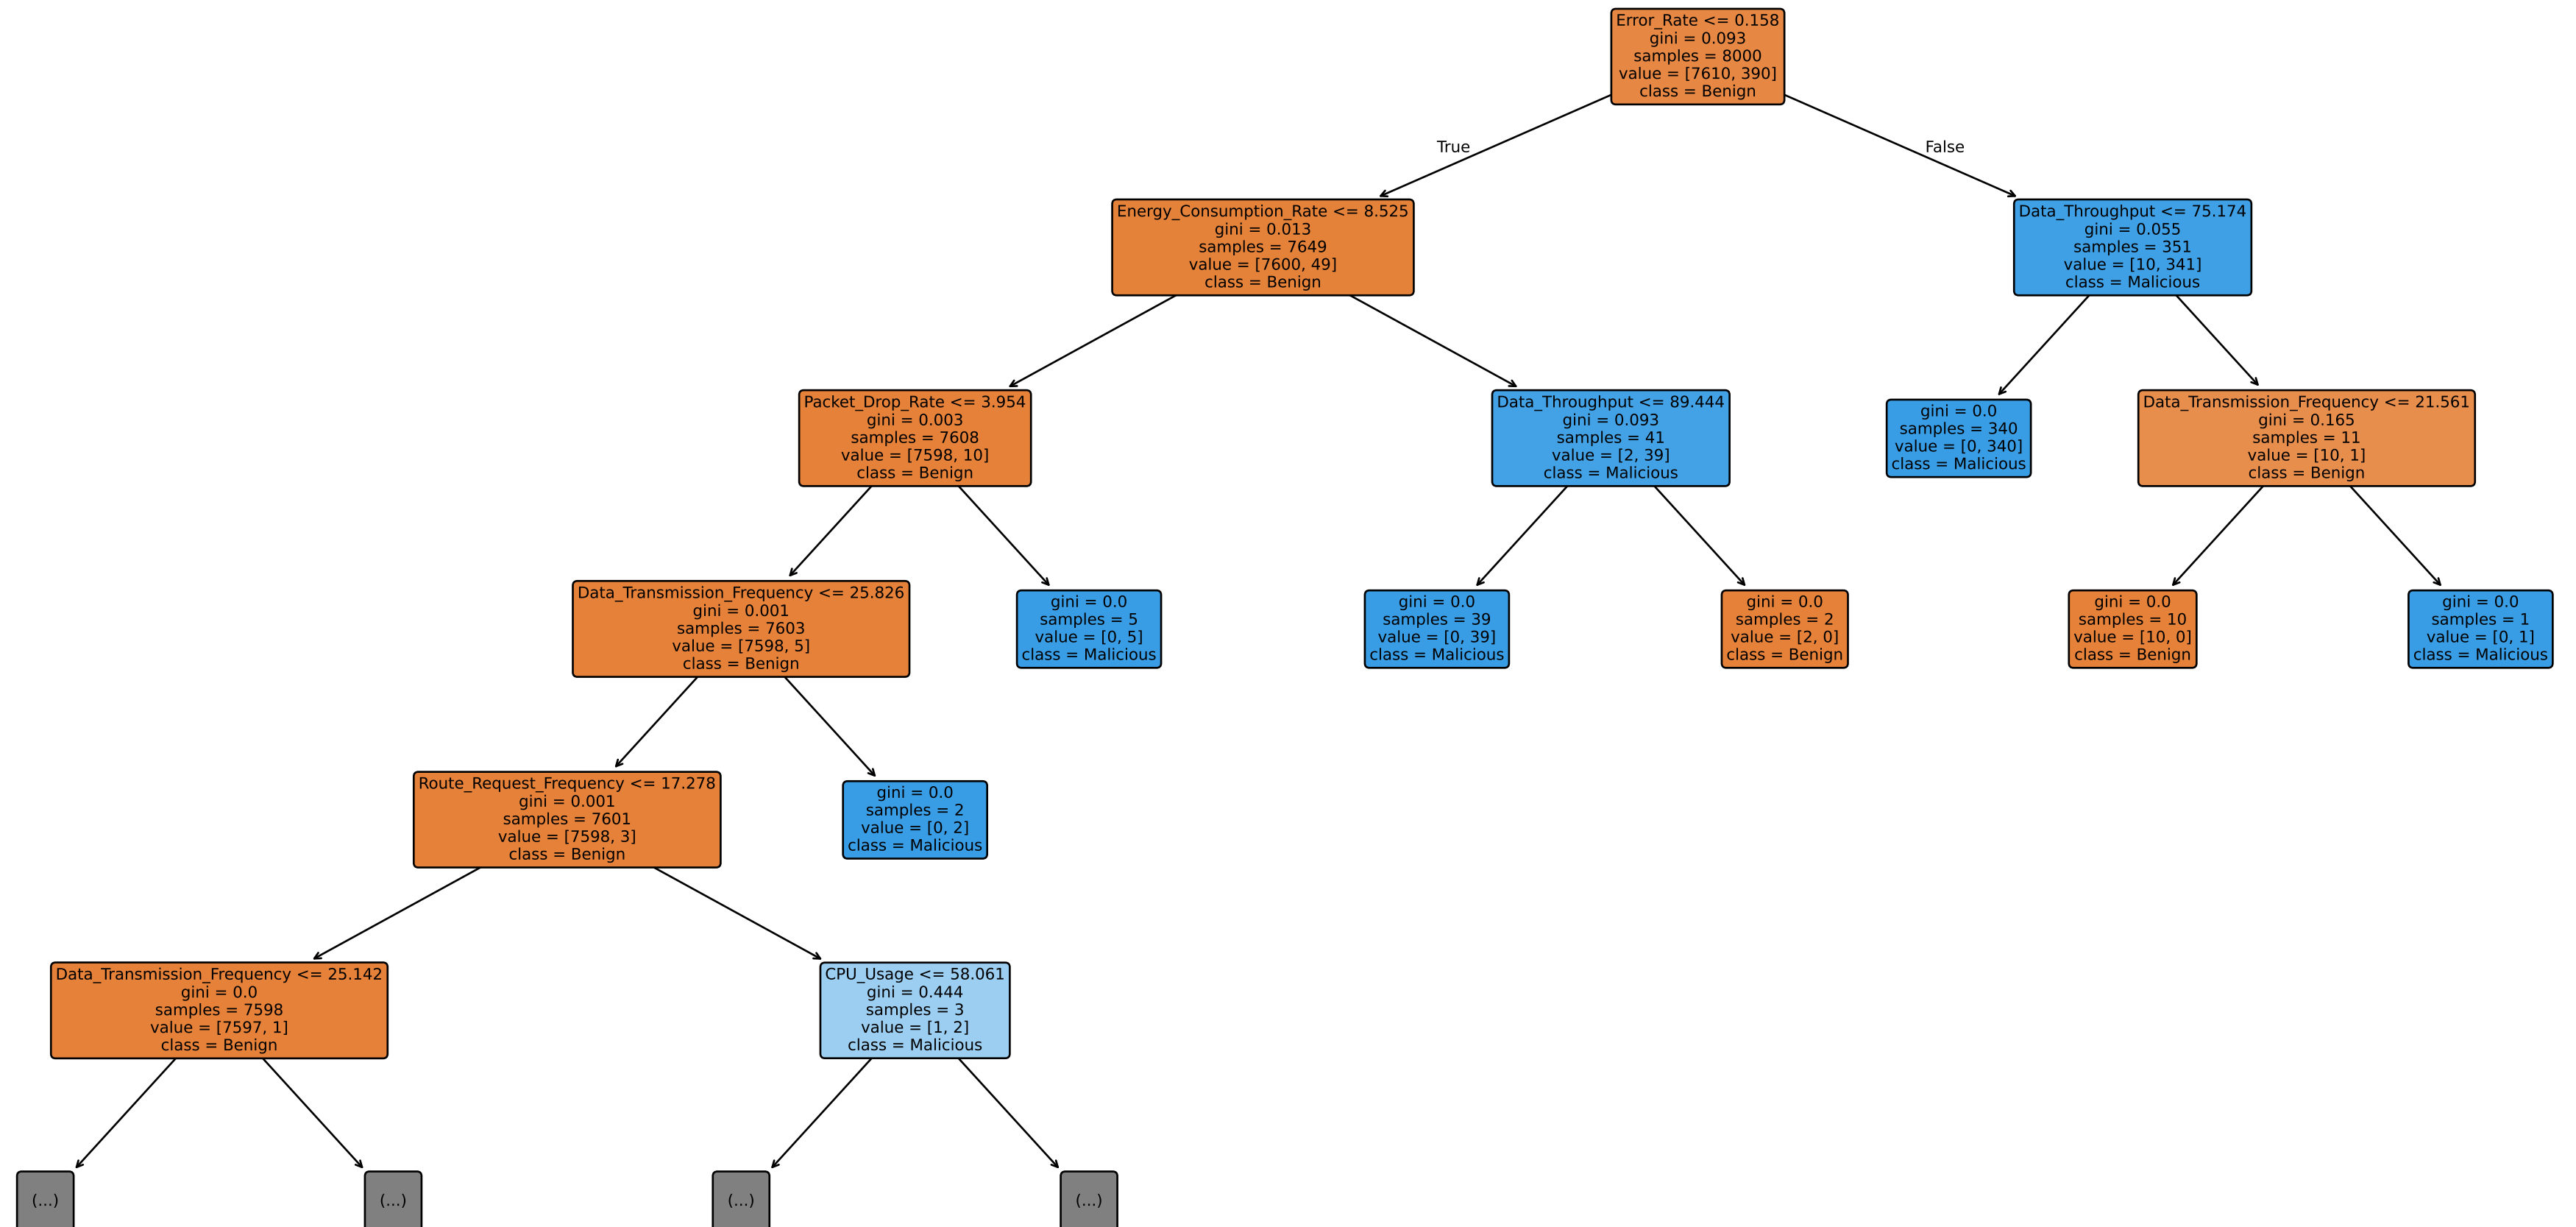 Error_Rate <= 0.158
gini = 0.093
samples = 8000
value = [7610, 390]
class = Benign
True
False
Energy_Consumption_Rate <= 8.525
gini = 0.013
samples = 7649
value = [7600, 49]
class = Benign
Data_Throughput <= 75.174
gini = 0.055
samples = 351
value = [10, 341]
class = Malicious
Packet_Drop_Rate <= 3.954
gini = 0.003
samples = 7608
value = [7598, 10]
class = Benign
Data_Throughput <= 89.444
gini = 0.093
samples = 41
value = [2, 39]
class = Malicious
gini = 0.0
samples = 340
value = [0, 340]
class = Malicious
Data_Transmission_Frequency <= 21.561
gini = 0.165
samples = 11
value = [10, 1]
class = Benign
Data_Transmission_Frequency <= 25.826
gini = 0.001
samples = 7603
value = [7598, 5]
class = Benign
gini = 0.0
samples = 5
value = [0, 5]
class = Malicious
gini = 0.0
samples = 39
value = [0, 39]
class = Malicious
gini = 0.0
samples = 2
value = [2, 0]
class = Benign
gini = 0.0
samples = 10
value = [10, 0]
class = Benign
gini = 0.0
samples = 1
value = [0, 1]
class = Malicious
Route_Request_Frequency <= 17.278
gini = 0.001
samples = 7601
value = [7598, 3]
class = Benign
gini = 0.0
samples = 2
value = [0, 2]
class = Malicious
Data_Transmission_Frequency <= 25.142
gini = 0.0
samples = 7598
value = [7597, 1]
class = Benign
CPU_Usage <= 58.061
gini = 0.444
samples = 3
value = [1, 2]
class = Malicious
(...)
(...)
(...)
(...)